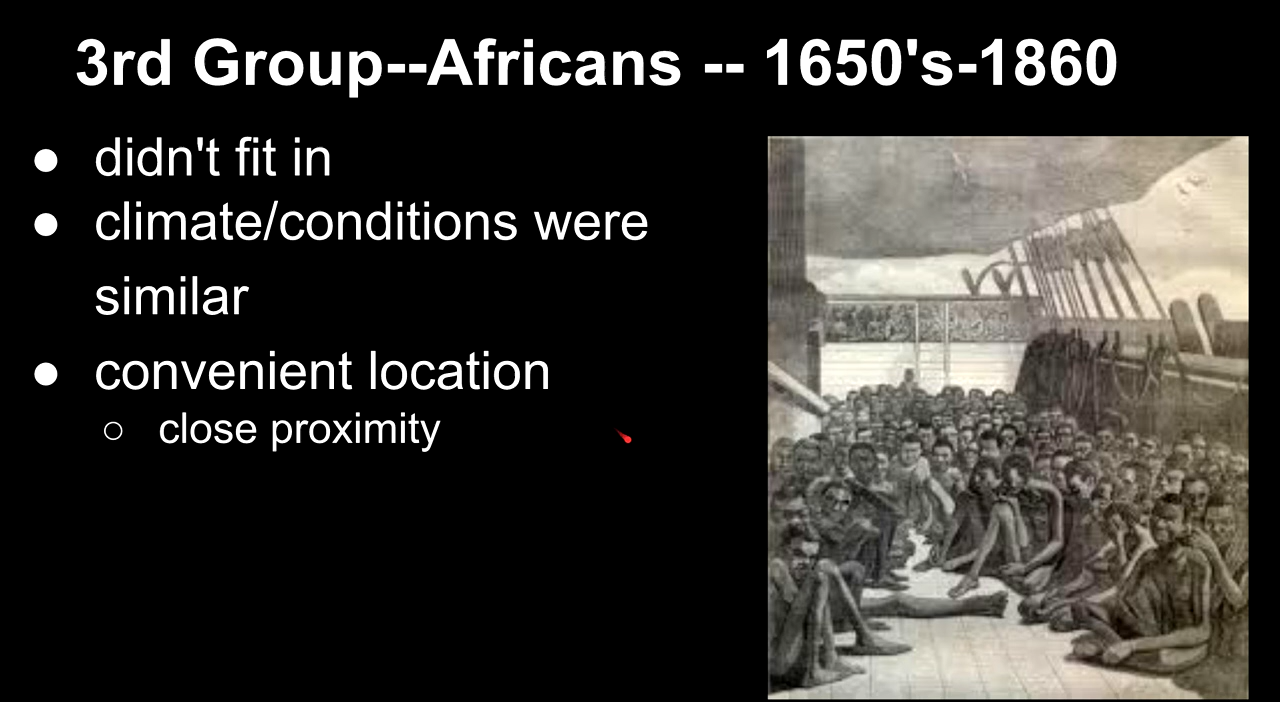 3rd Group--Africans -- 1650's-1860
● didn't fit in
● climate/conditions were
similar
● convenient location
○ close proximity